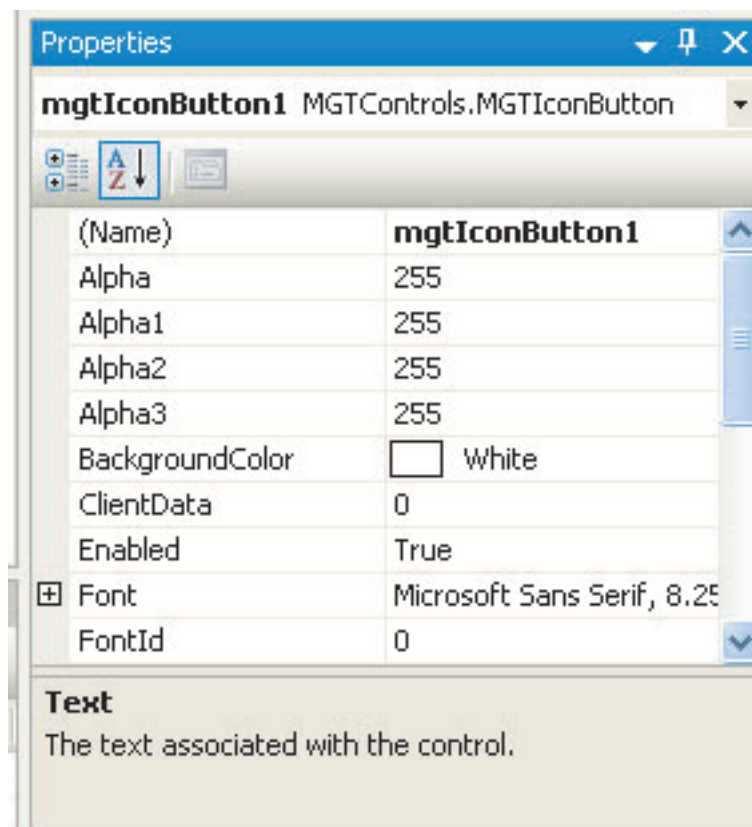 Properties
mgtIconButton1 MGTControls.MGTIconButton
A
Z
(Name) mgtIconButton1
Alpha 255
Alpha1 255
Alpha2 255
Alpha3 255
BackgroundColor White
ClientData 0
Enabled True
Font Microsoft Sans Serif, 8.25
FontId 0
Text
The text associated with the control.